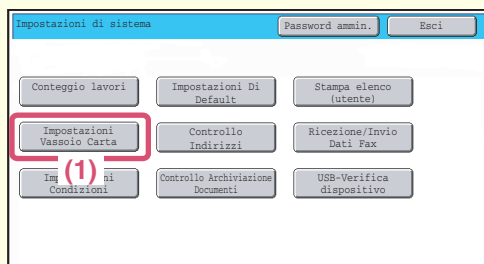 Impostazioni di sistema
Password ammin.
Esci
Conteggio lavori
Impostazioni Di
Default
Stampa elenco
(utente)
Impostazioni
Vassoio Carta
Controllo
Indirizzi
Ricezione/Invio
Dati Fax
(1)
Condizioni
Controllo Archiviazione
Documenti
USB-Verifica
dispositivo